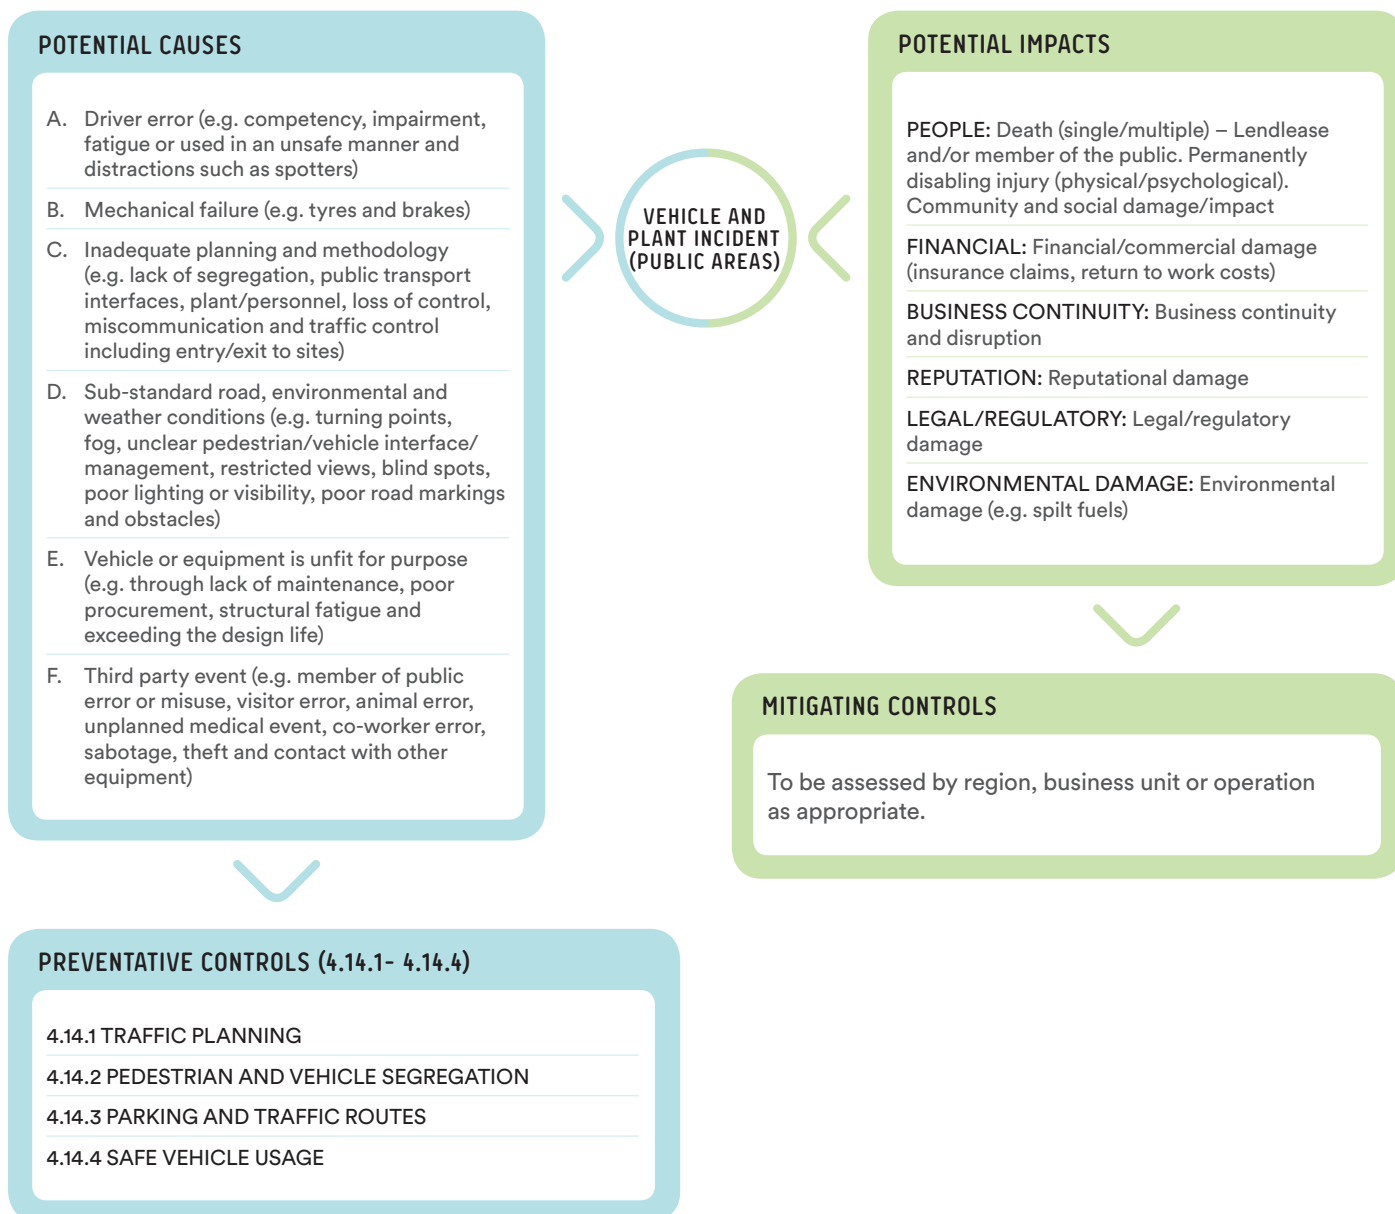 POTENTIAL CAUSES
A. Driver error (e.g. competency, impairment,
fatigue or used in an unsafe manner and
distractions such as spotters)
B. Mechanical failure (e.g. tyres and brakes)
C. Inadequate planning and methodology
(e.g. lack of segregation, public transport
interfaces, plant/personnel, loss of control,
miscommunication and traffic control
including entry/exit to sites)
D. Sub-standard road, environmental and
weather conditions (e.g. turning points,
fog, unclear pedestrian/vehicle interface/
management, restricted views, blind spots,
poor lighting or visibility, poor road markings
and obstacles)
E. Vehicle or equipment is unfit for purpose
(e.g. through lack of maintenance, poor
procurement, structural fatigue and
exceeding the design life)
F. Third party event (e.g. member of public
error or misuse, visitor error, animal error,
unplanned medical event, co-worker error,
sabotage, theft and contact with other
equipment)
VEHICLE AND
PLANT INCIDENT
(PUBLIC AREAS)
POTENTIAL IMPACTS
PEOPLE: Death (single/multiple) – Lendlease
and/or member of the public. Permanently
disabling injury (physical/psychological).
Community and social damage/impact
FINANCIAL: Financial/commercial damage
(insurance claims, return to work costs)
BUSINESS CONTINUITY: Business continuity
and disruption
REPUTATION: Reputational damage
LEGAL/REGULATORY: Legal/regulatory
damage
ENVIRONMENTAL DAMAGE: Environmental
damage (e.g. spilt fuels)
MITIGATING CONTROLS
To be assessed by region, business unit or operation
as appropriate.
PREVENTATIVE CONTROLS (4.14.1- 4.14.4)
4.14.1 TRAFFIC PLANNING
4.14.2 PEDESTRIAN AND VEHICLE SEGREGATION
4.14.3 PARKING AND TRAFFIC ROUTES
4.14.4 SAFE VEHICLE USAGE